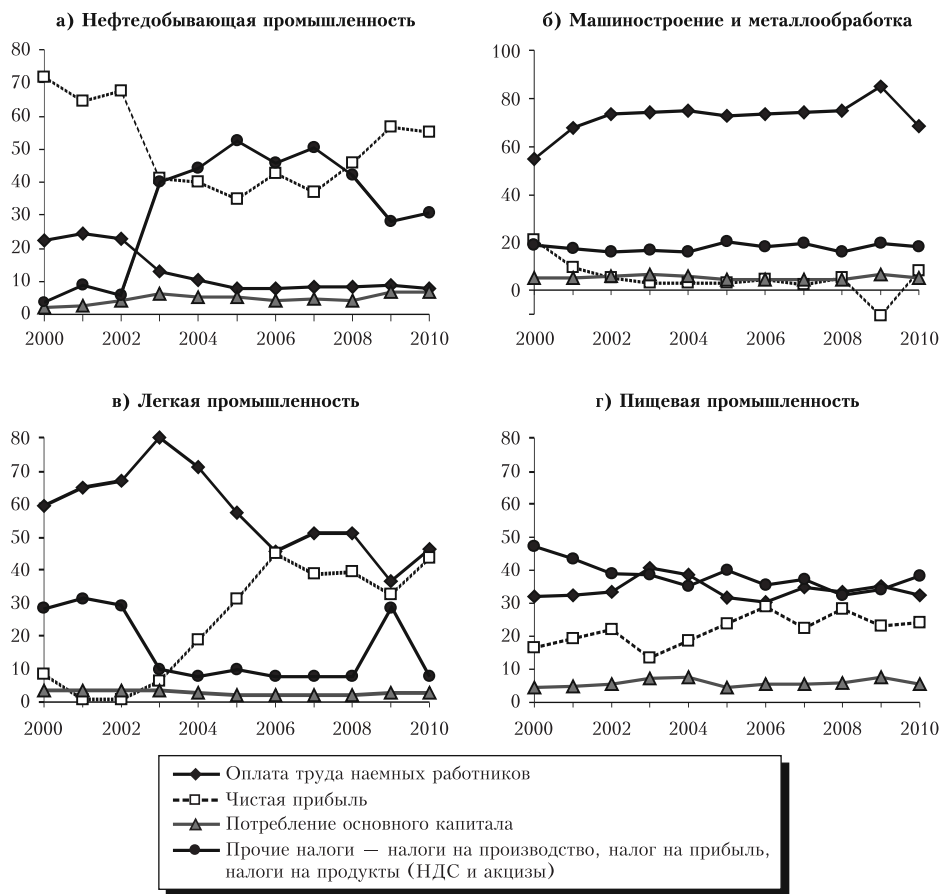 а) Нефтедобывающая промышленность
80
70
60
50
40
30
20
10
0
2000 2002 2004 2006 2008 2010
б) Машиностроение и металлообработка
100
80
60
40
20
0
2000 2002 2004 2006 2008 2010
в) Легкая промышленность
80
70
60
50
40
30
20
10
0
2000 2002 2004 2006 2008 2010
г) Пищевая промышленность
80
70
60
50
40
30
20
10
0
2000 2002 2004 2006 2008 2010
Оплата труда наемных работников
Чистая прибыль
Потребление основного капитала
Прочие налоги — налоги на производство, налог на прибыль,
налоги на продукты (НДС и акцизы)